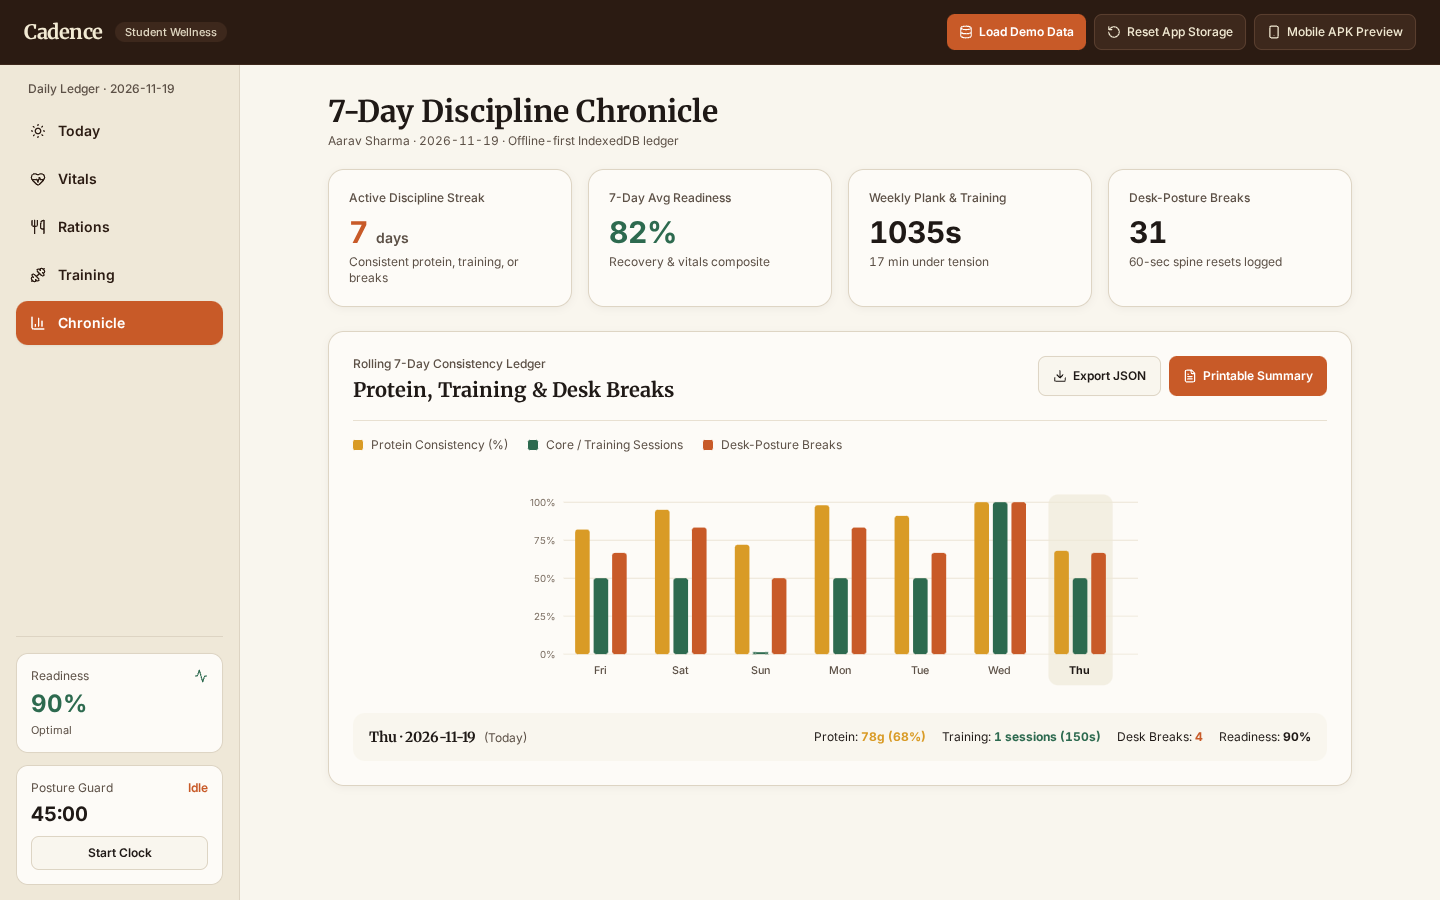 Cadence
Student Wellness
Load Demo Data
Reset App Storage
Mobile APK Preview
Daily Ledger · 2026-11-19
Today
Vitals
Rations
Training
Chronicle
Readiness
90%
Optimal
Posture Guard
Idle
45:00
Start Clock
7-Day Discipline Chronicle
Aarav Sharma · 2026-11-19 · Offline-first IndexedDB ledger
Active Discipline Streak
7 days
Consistent protein, training, or
breaks
7-Day Avg Readiness
82%
Recovery & vitals composite
Weekly Plank & Training
1035s
17 min under tension
Desk-Posture Breaks
31
60-sec spine resets logged
Rolling 7-Day Consistency Ledger
Protein, Training & Desk Breaks
Export JSON
Printable Summary
Protein Consistency (%)
Core / Training Sessions
Desk-Posture Breaks
100%
75%
50%
25%
0%
Fri
Sat
Sun
Mon
Tue
Wed
Thu
Thu · 2026-11-19 (Today)
Protein: 78g (68%)
Training: 1 sessions (150s)
Desk Breaks: 4
Readiness: 90%